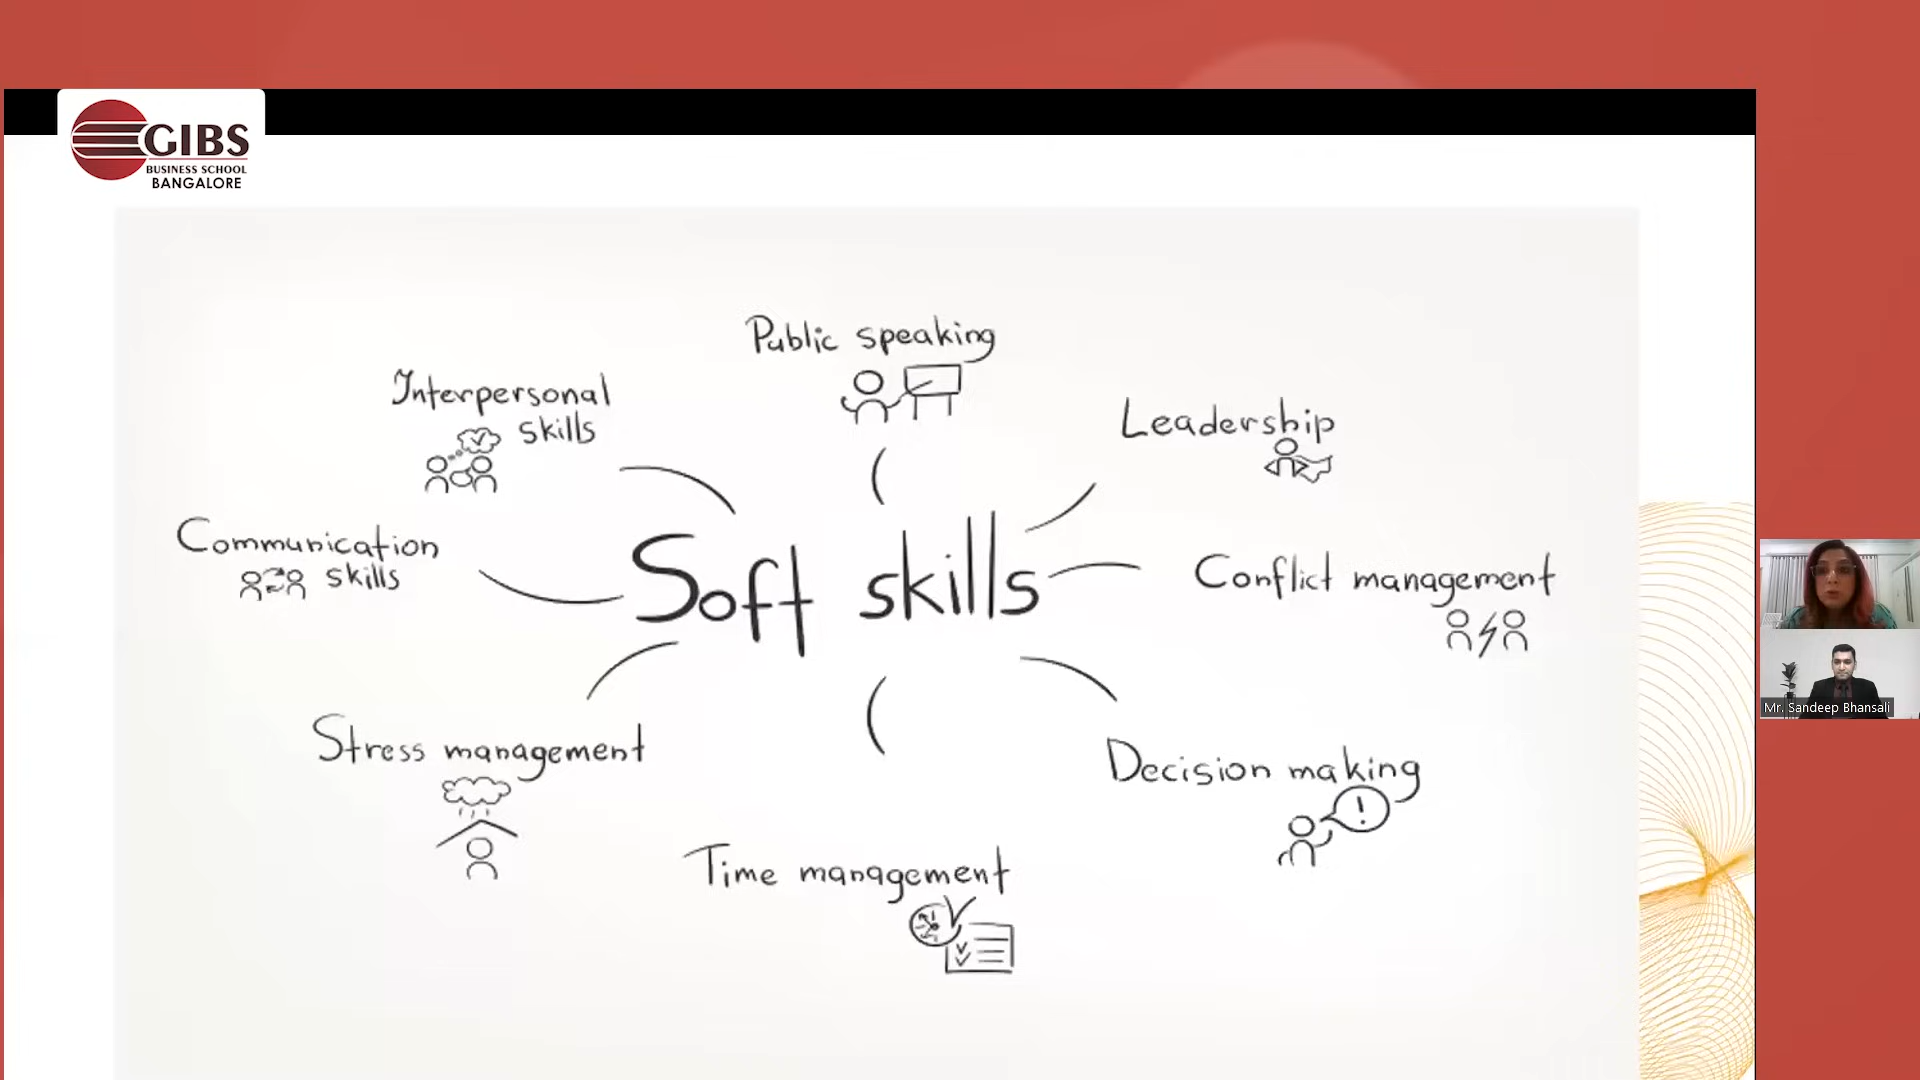 GIBS
BUSINESS SCHOOL
BANGALORE
Public speaking
Interpersonal
skills
Leadership
Communication
skills
Soft skills
Conflict management
Stress management
Decision making
!
Time management
Mr. Sandeep Bhansali